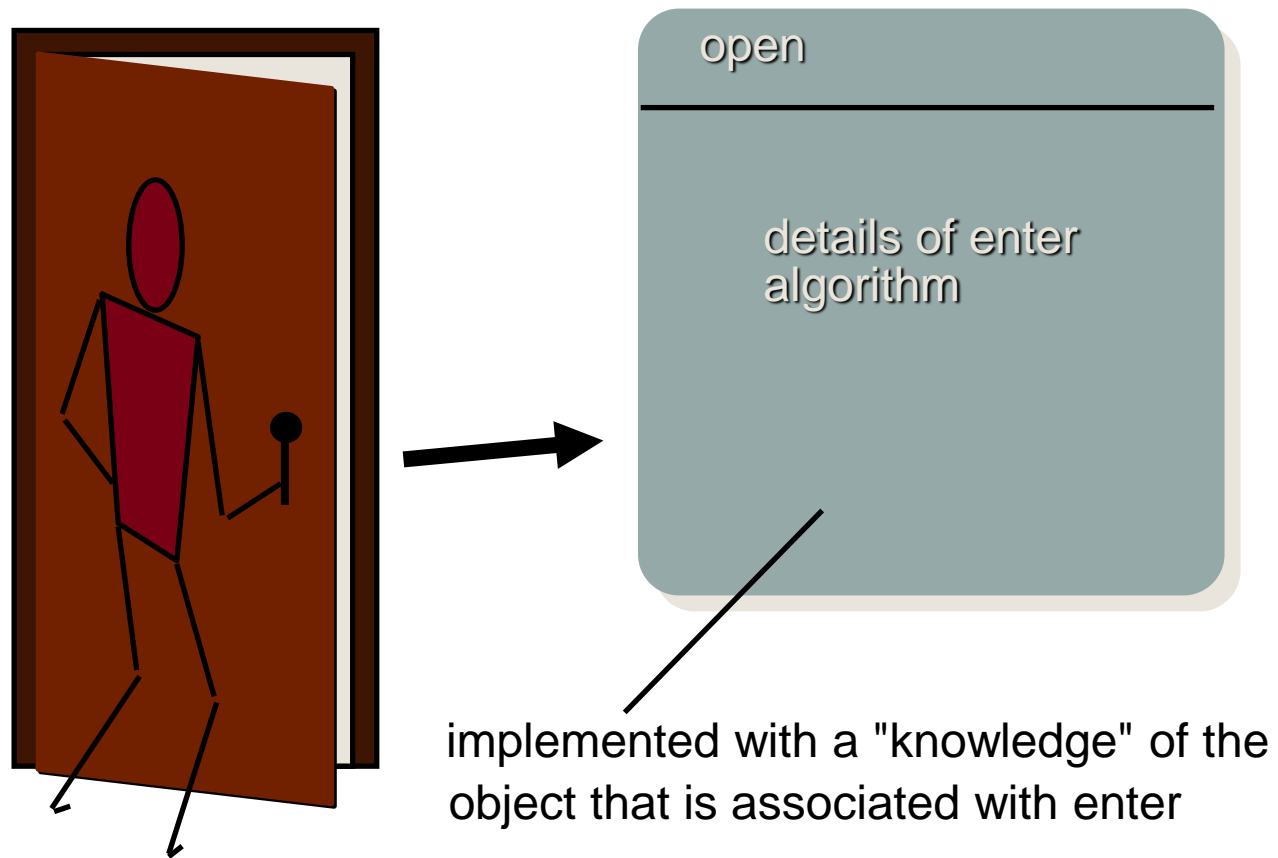 open
details of enter
algorithm
implemented with a "knowledge" of the
object that is associated with enter